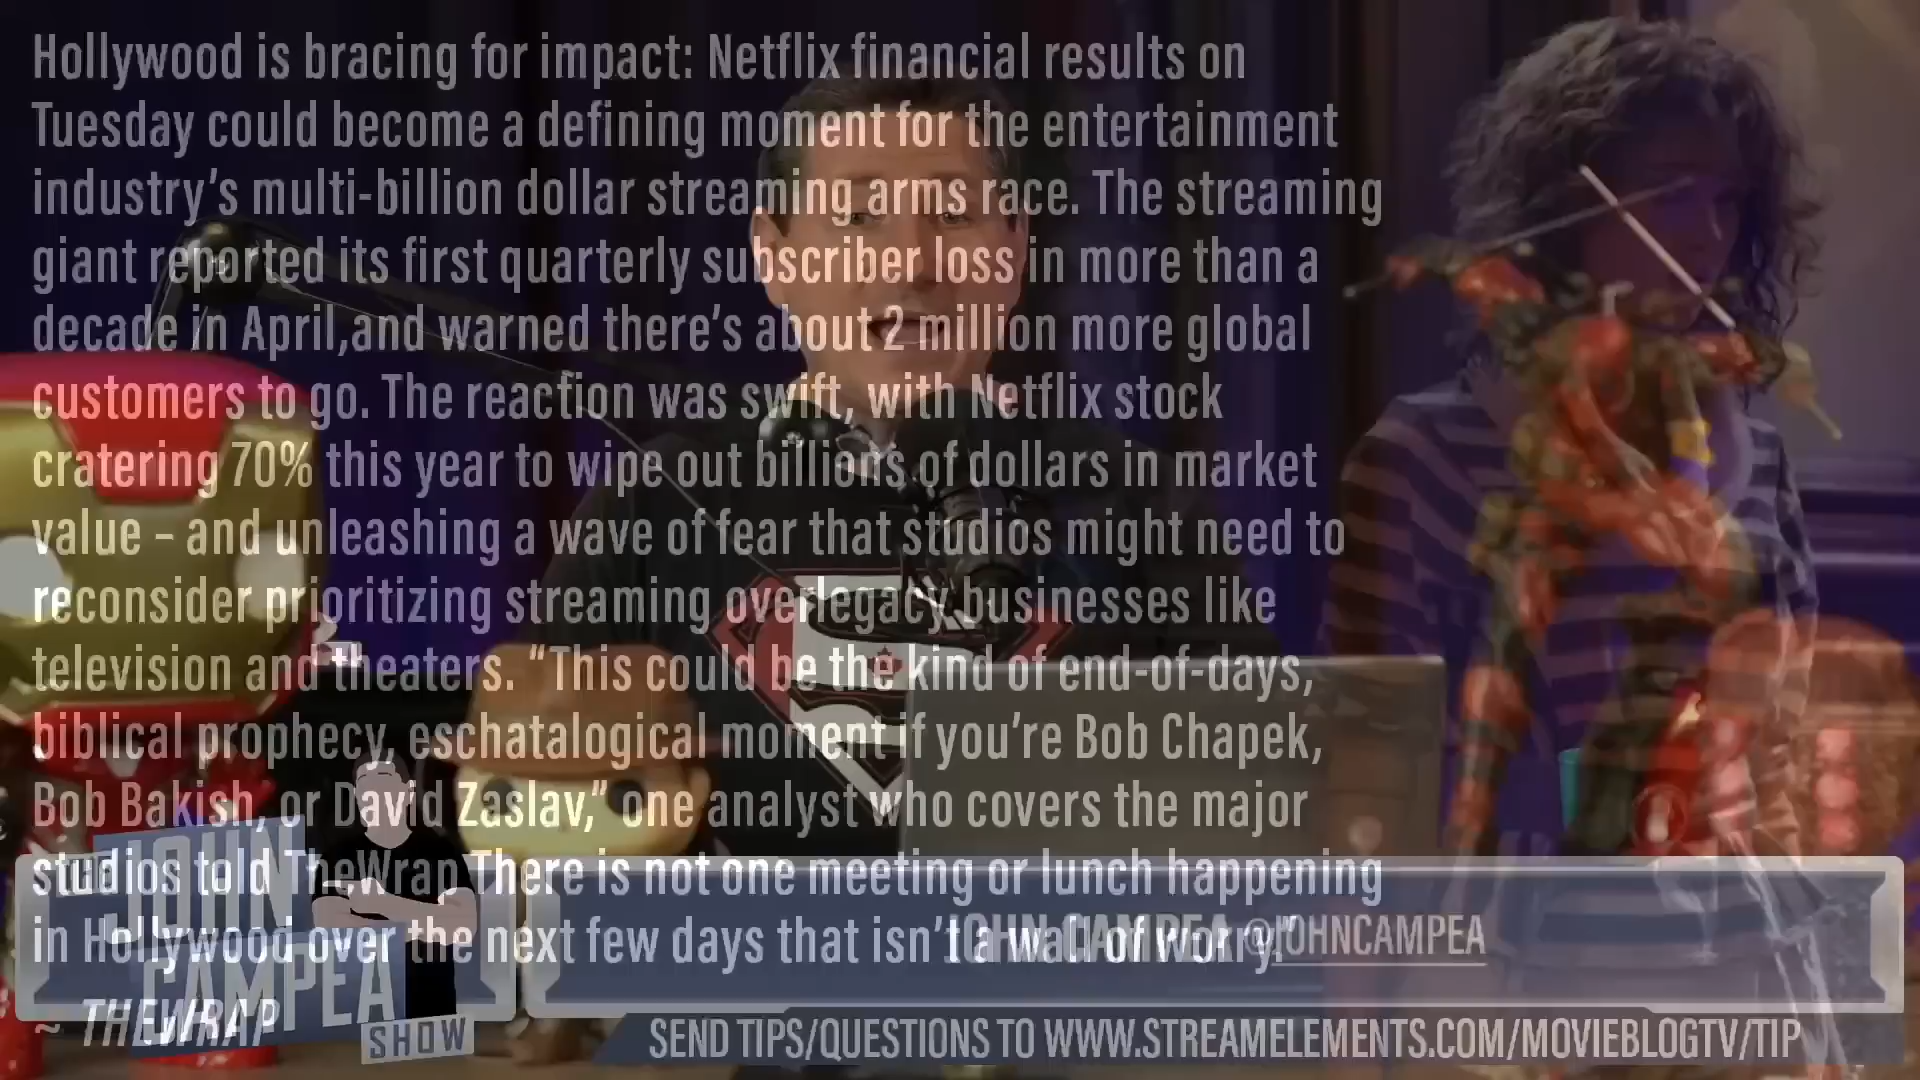 Hollywood is bracing for impact: Netflix financial results on
Tuesday could become a defining moment for the entertainment
industry's multi-billion dollar streaming arms race. The streaming
giant reported its first quarterly subscriber loss in more than a
decade in April,and warned there's about 2 million more global
customers to go. The reaction was swift, with Netflix stock
cratering 70% this year to wipe out billions of dollars in market
value – and unleashing a wave of fear that studios might need to
reconsider prioritizing streaming over legacy businesses like
television and theaters. "This could be the kind of end-of-days,
biblical prophecy, eschatalogical moment if you're Bob Chapek,
Bob Bakish, or David Zaslav," one analyst who covers the major
studios told TheWrap There is not one meeting or lunch happening
in Hollywood over the next few days that isn't a wall of worry."
~ THEWRAP
THE JOHN
CAMPEA
SHOW
JOHN CAMPEA @JOHNCAMPEA
SEND TIPS/QUESTIONS TO WWW.STREAMELEMENTS.COM/MOVIEBLOGTV/TIP